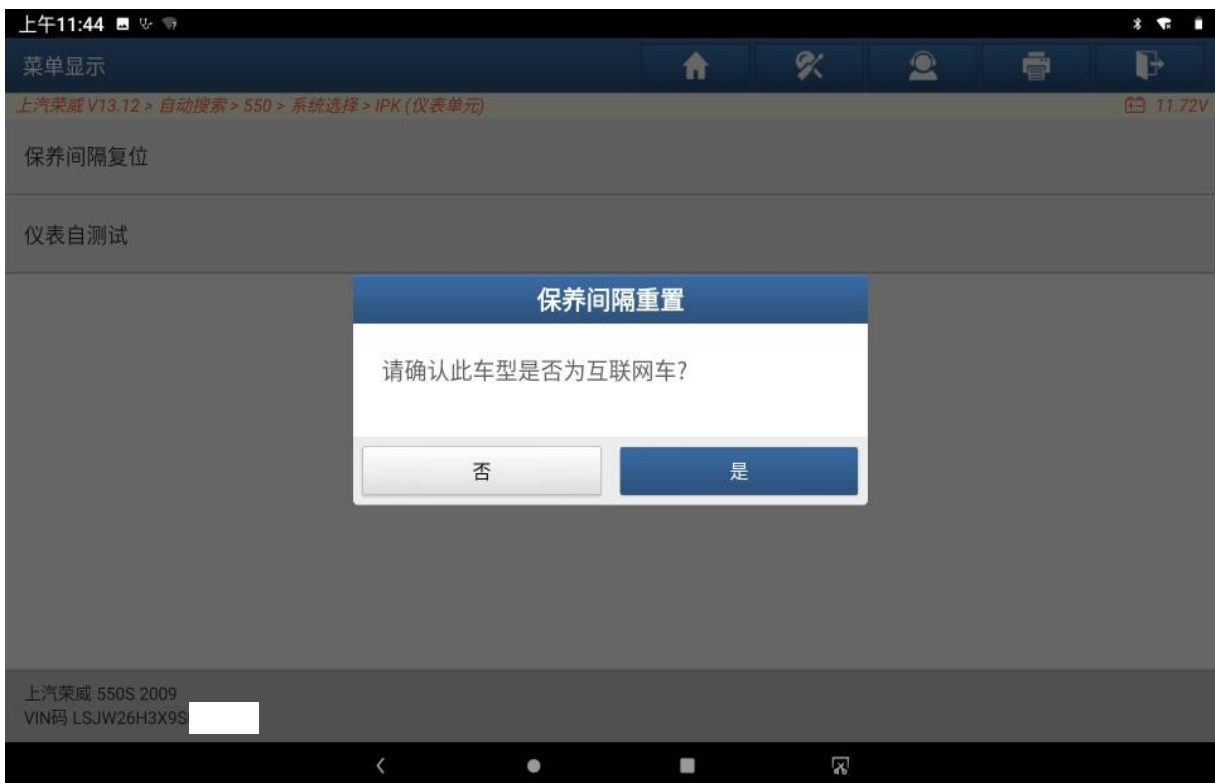 上午11:44
菜单显示
上汽荣威 V13.12 > 自动搜索 > 550 > 系统选择 > IPK (仪表单元)
11.72V
保养间隔复位
仪表自测试
保养间隔重置
请确认此车型是否为互联网车?
否
是
上汽荣威 550S 2009
VIN码 LSJW26H3X9S